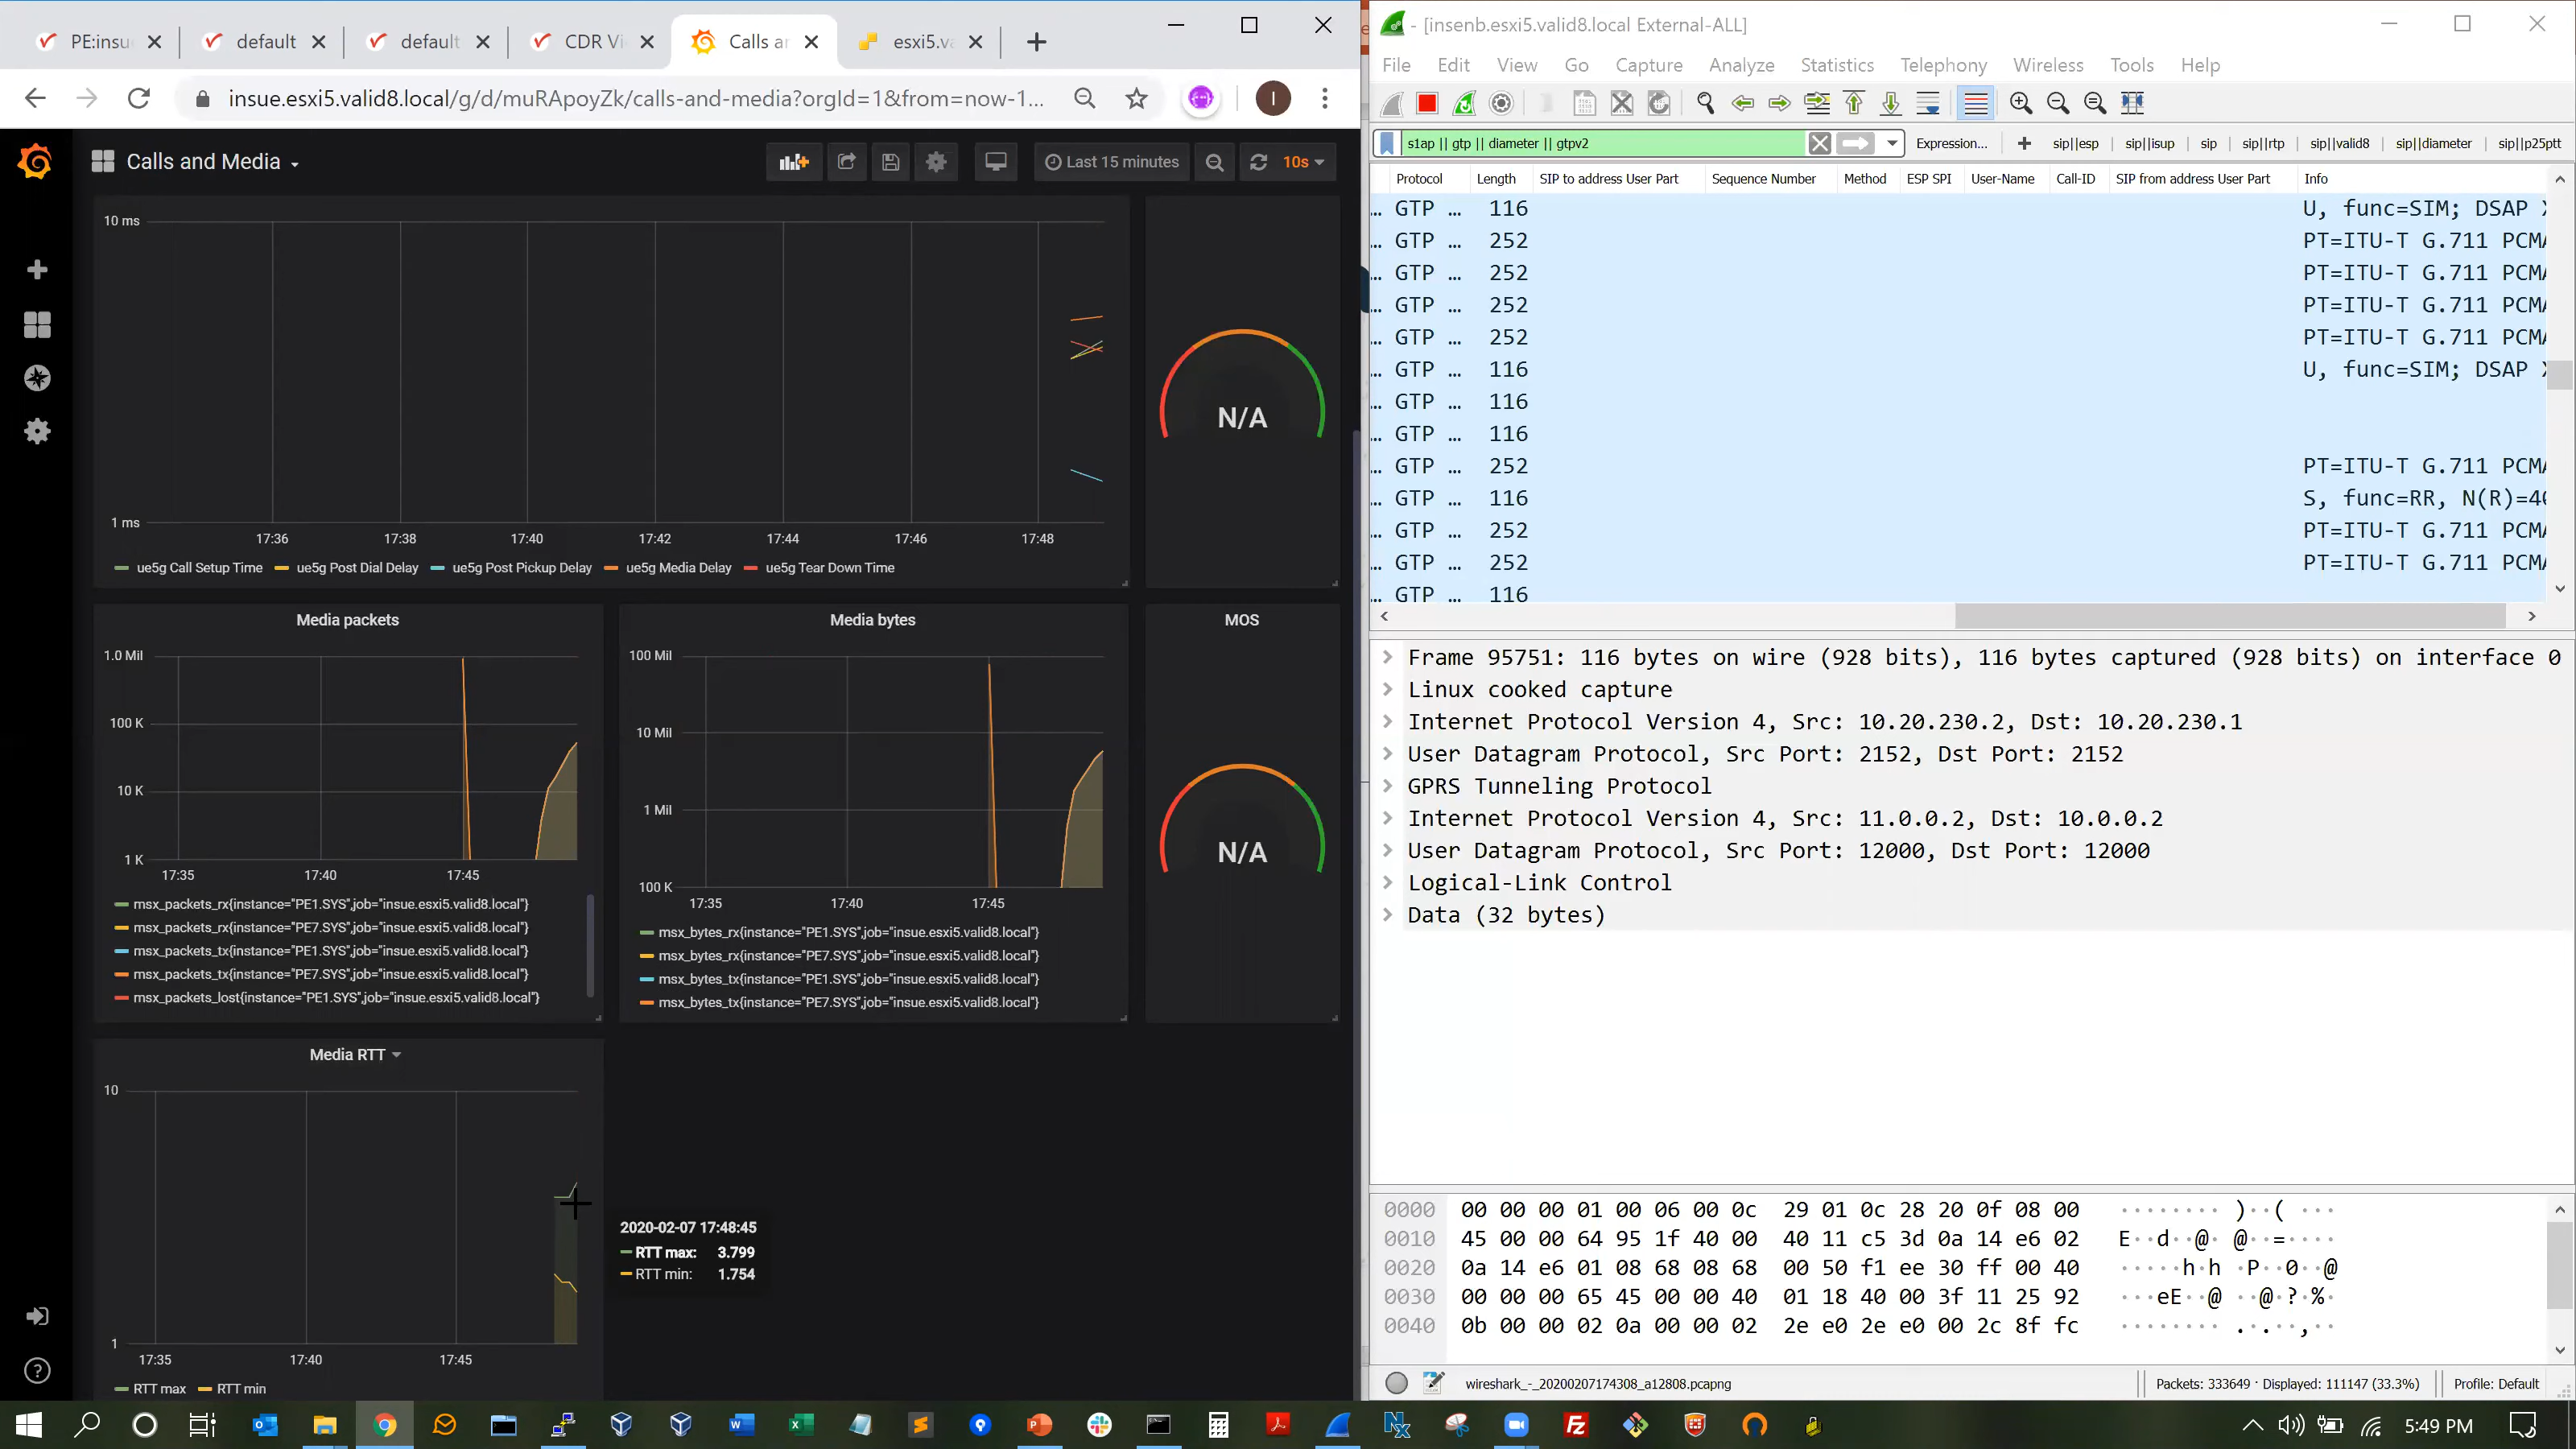 PE:insu
default
default
CDR Vi
Calls ar
esxi5.va
insue.esxi5.valid8.local/g/d/muRApoyZk/calls-and-media?orgId=1&from=now-1...
I
Calls and Media
Last 15 minutes
10s
10 ms
1 ms
17:36 17:38 17:40 17:42 17:44 17:46 17:48
ue5g Call Setup Time ue5g Post Dial Delay ue5g Post Pickup Delay ue5g Media Delay ue5g Tear Down Time
N/A
Media packets
1.0 Mil
100 K
10 K
1 K
17:35 17:40 17:45
msx_packets_rx{instance="PE1.SYS",job="insue.esxi5.valid8.local"}
msx_packets_rx{instance="PE7.SYS",job="insue.esxi5.valid8.local"}
msx_packets_tx{instance="PE1.SYS",job="insue.esxi5.valid8.local"}
msx_packets_tx{instance="PE7.SYS",job="insue.esxi5.valid8.local"}
msx_packets_lost{instance="PE1.SYS",job="insue.esxi5.valid8.local"}
Media bytes
100 Mil
10 Mil
1 Mil
100 K
17:35 17:40 17:45
msx_bytes_rx{instance="PE1.SYS",job="insue.esxi5.valid8.local"}
msx_bytes_rx{instance="PE7.SYS",job="insue.esxi5.valid8.local"}
msx_bytes_tx{instance="PE1.SYS",job="insue.esxi5.valid8.local"}
msx_bytes_tx{instance="PE7.SYS",job="insue.esxi5.valid8.local"}
MOS
N/A
Media RTT
10
1
17:35 17:40 17:45
RTT max RTT min
2020-02-07 17:48:45
RTT max: 3.799
RTT min: 1.754
- [insenb.esxi5.valid8.local External-ALL]
File Edit View Go Capture Analyze Statistics Telephony Wireless Tools Help
s1ap || gtp || diameter || gtpv2
Expression... + sip||esp sip||isup sip sip||rtp sip||valid8 sip||diameter sip||p25ptt
Protocol Length SIP to address User Part Sequence Number Method ESP SPI User-Name Call-ID SIP from address User Part Info
... GTP ... 116 U, func=SIM; DSAP
... GTP ... 252 PT=ITU-T G.711 PCMA
... GTP ... 252 PT=ITU-T G.711 PCMA
... GTP ... 252 PT=ITU-T G.711 PCMA
... GTP ... 252 PT=ITU-T G.711 PCMA
... GTP ... 116 U, func=SIM; DSAP
... GTP ... 116
... GTP ... 116
... GTP ... 252 PT=ITU-T G.711 PCMA
... GTP ... 116 S, func=RR, N(R)=40
... GTP ... 252 PT=ITU-T G.711 PCMA
... GTP ... 252 PT=ITU-T G.711 PCMA
... GTP ... 116
Frame 95751: 116 bytes on wire (928 bits), 116 bytes captured (928 bits) on interface 0
Linux cooked capture
Internet Protocol Version 4, Src: 10.20.230.2, Dst: 10.20.230.1
User Datagram Protocol, Src Port: 2152, Dst Port: 2152
GPRS Tunneling Protocol
Internet Protocol Version 4, Src: 11.0.0.2, Dst: 10.0.0.2
User Datagram Protocol, Src Port: 12000, Dst Port: 12000
Logical-Link Control
Data (32 bytes)
0000 00 00 00 01 00 06 00 0c 29 01 0c 28 20 0f 08 00 ········ )··( ···
0010 45 00 00 64 95 1f 40 00 40 11 c5 3d 0a 14 e6 02 E··d··@· @··=····
0020 0a 14 e6 01 08 68 08 68 00 50 f1 ee 30 ff 00 40 ·····h·h ·P··0··@
0030 00 00 00 65 45 00 00 40 01 18 40 00 3f 11 25 92 ···eE··@ ··@·?·%·
0040 0b 00 00 02 0a 00 00 02 2e e0 2e e0 00 2c 8f fc ········ .·.··,··
wireshark_-_20200207174308_a12808.pcapng
Packets: 333649 · Displayed: 111147 (33.3%)
Profile: Default
5:49 PM